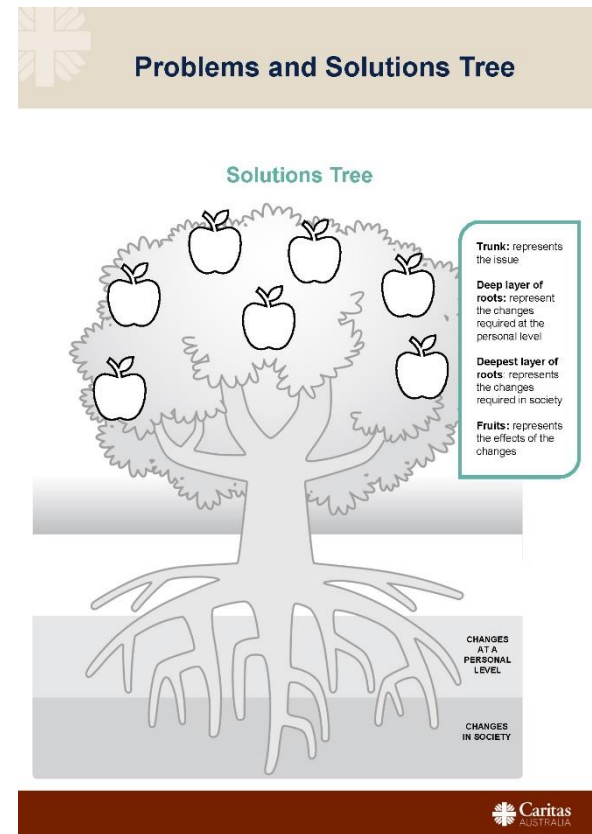 Problems and Solutions Tree
Solutions Tree
Trunk: represents
the issue
Deep layer of
roots: represent
the changes
required at the
personal level
Deepest layer of
roots: represents
the changes
required in society
Fruits: represents
the effects of the
changes
CHANGES
AT A
PERSONAL
LEVEL
CHANGES
IN SOCIETY
Caritas
AUSTRALIA